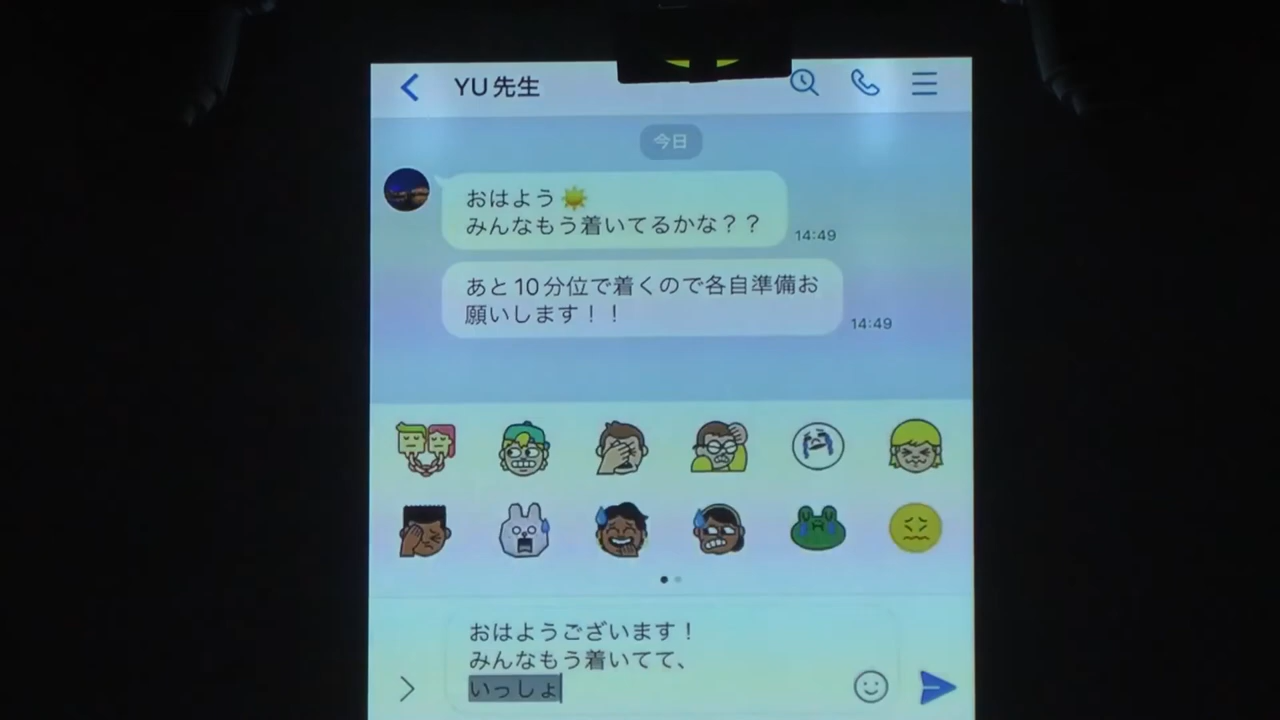 YU先生
今日
おはよう☀️
みんなもう着いてるかな？？
14:49
あと10分位で着くので各自準備お
願いします！！
14:49
おはようございます！
みんなもう着いてて、
いっしょ